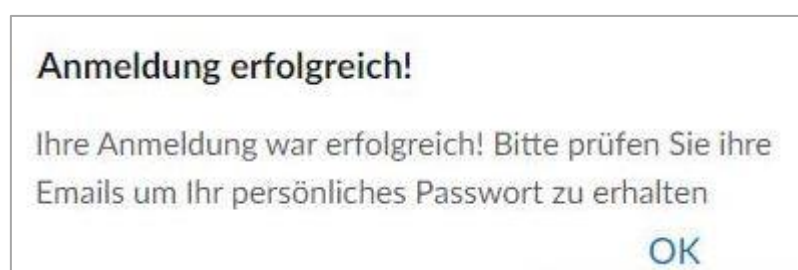 Anmeldung erfolgreich!
Ihre Anmeldung war erfolgreich! Bitte prüfen Sie ihre
Emails um Ihr persönliches Passwort zu erhalten
OK